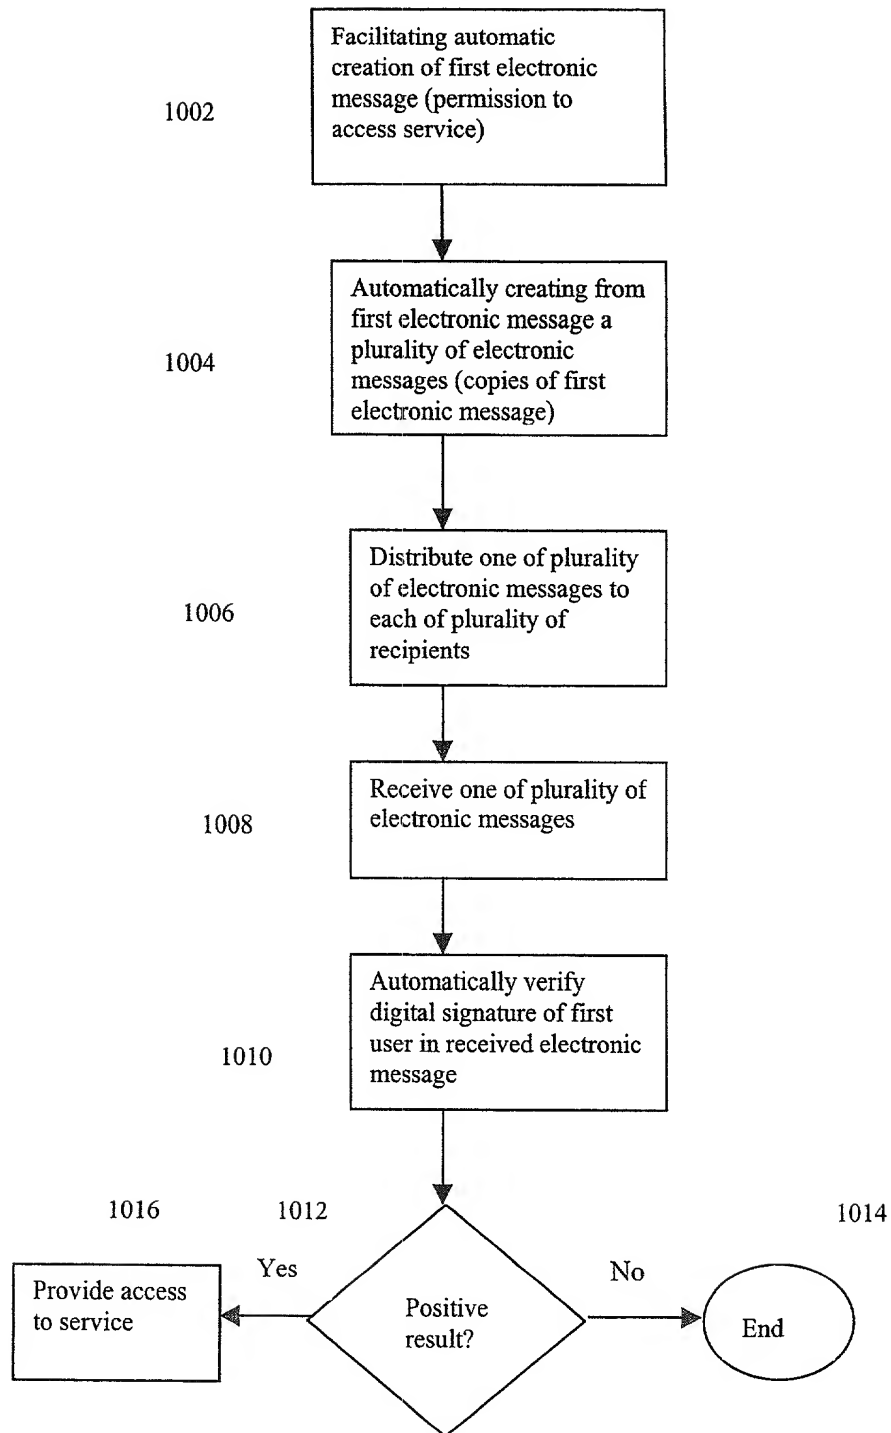 Facilitating automatic
creation of first electronic
message (permission to
access service)
1002
Automatically creating from
first electronic message a
plurality of electronic
messages (copies of first
electronic message)
1004
Distribute one of plurality
of electronic messages to
each of plurality of
recipients
1006
Receive one of plurality of
electronic messages
1008
Automatically verify
digital signature of first
user in received electronic
message
1010
1016
1012
1014
Yes
No
Provide access
to service
Positive
result?
End